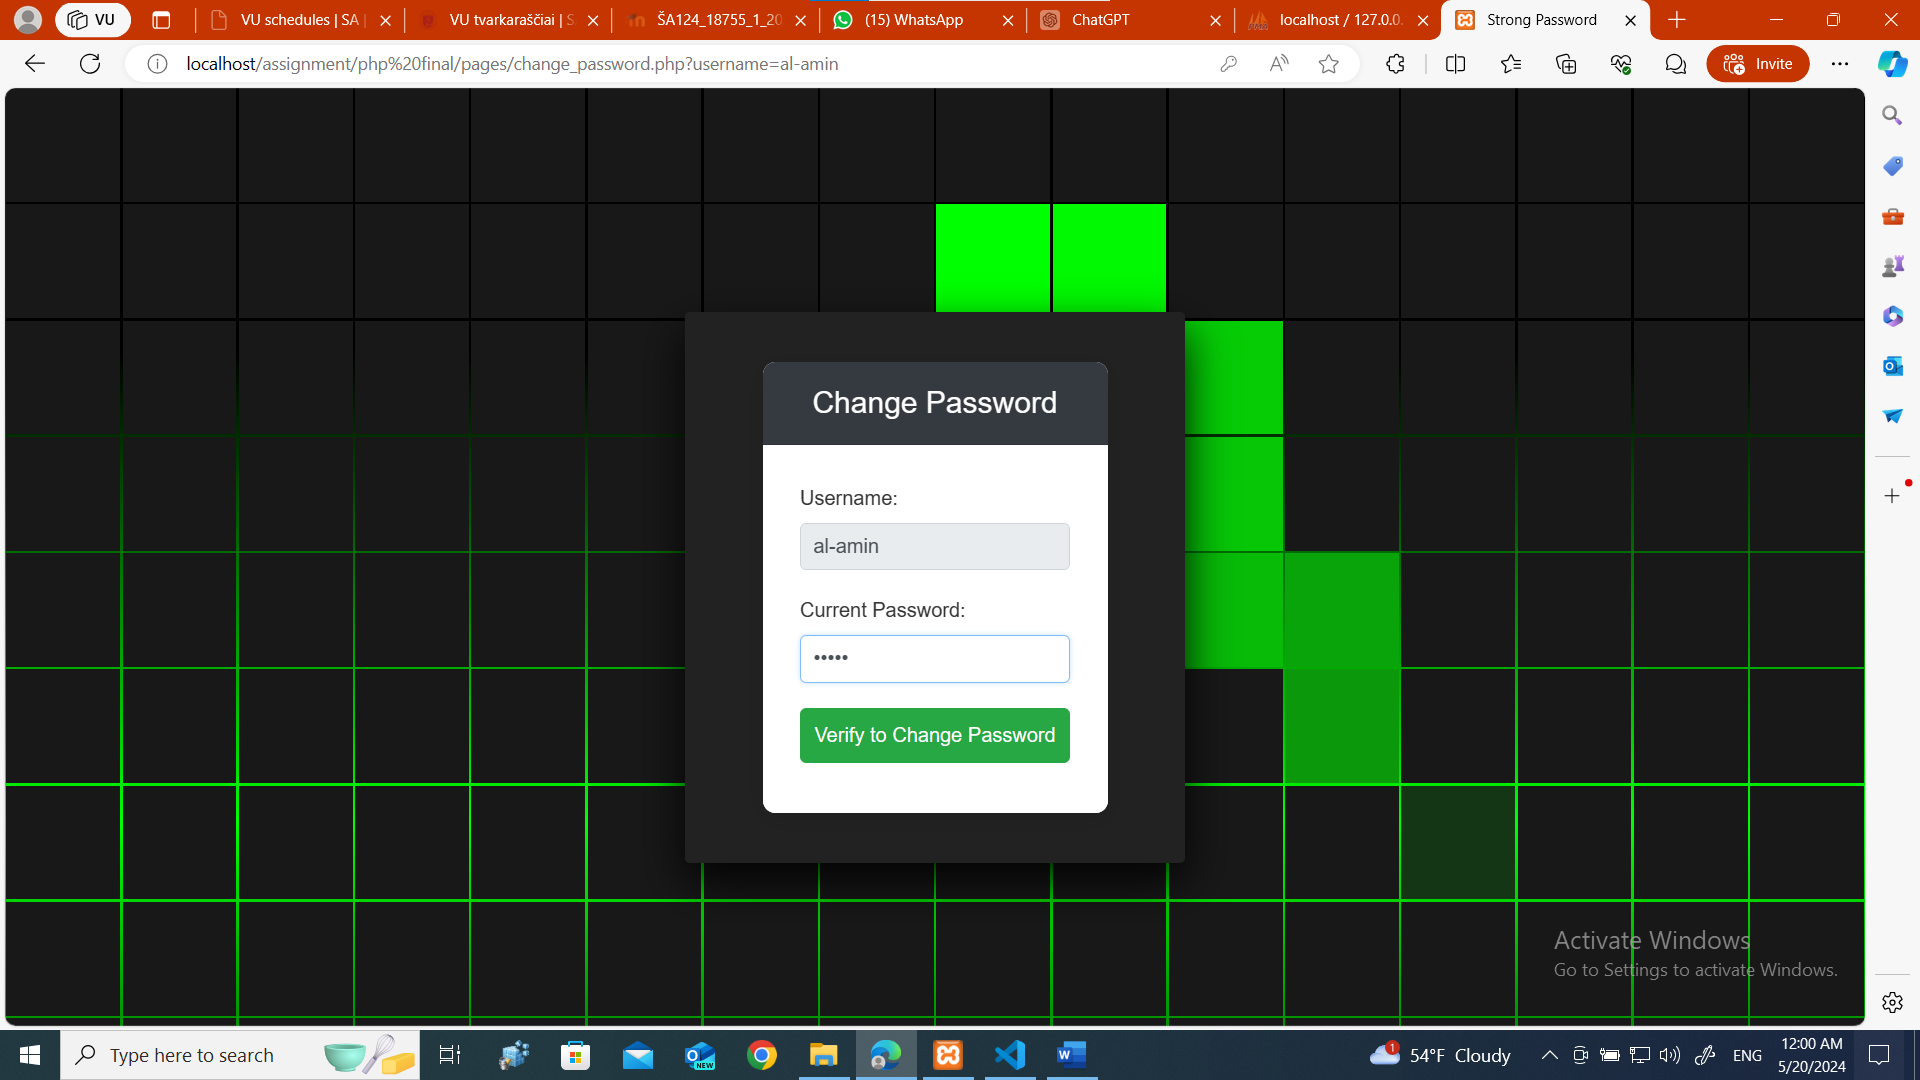 VU
VU schedules | SA |
VU tvarkaraščiai | S
ŠA124_18755_1_20
(15) WhatsApp
ChatGPT
localhost / 127.0.0.
Strong Password
localhost/assignment/php%20final/pages/change_password.php?username=al-amin
Invite
Change Password
Username:
al-amin
Current Password:
•••••
Verify to Change Password
Activate Windows
Go to Settings to activate Windows.
Type here to search
NEW
1
54°F Cloudy
ENG
12:00 AM
5/20/2024